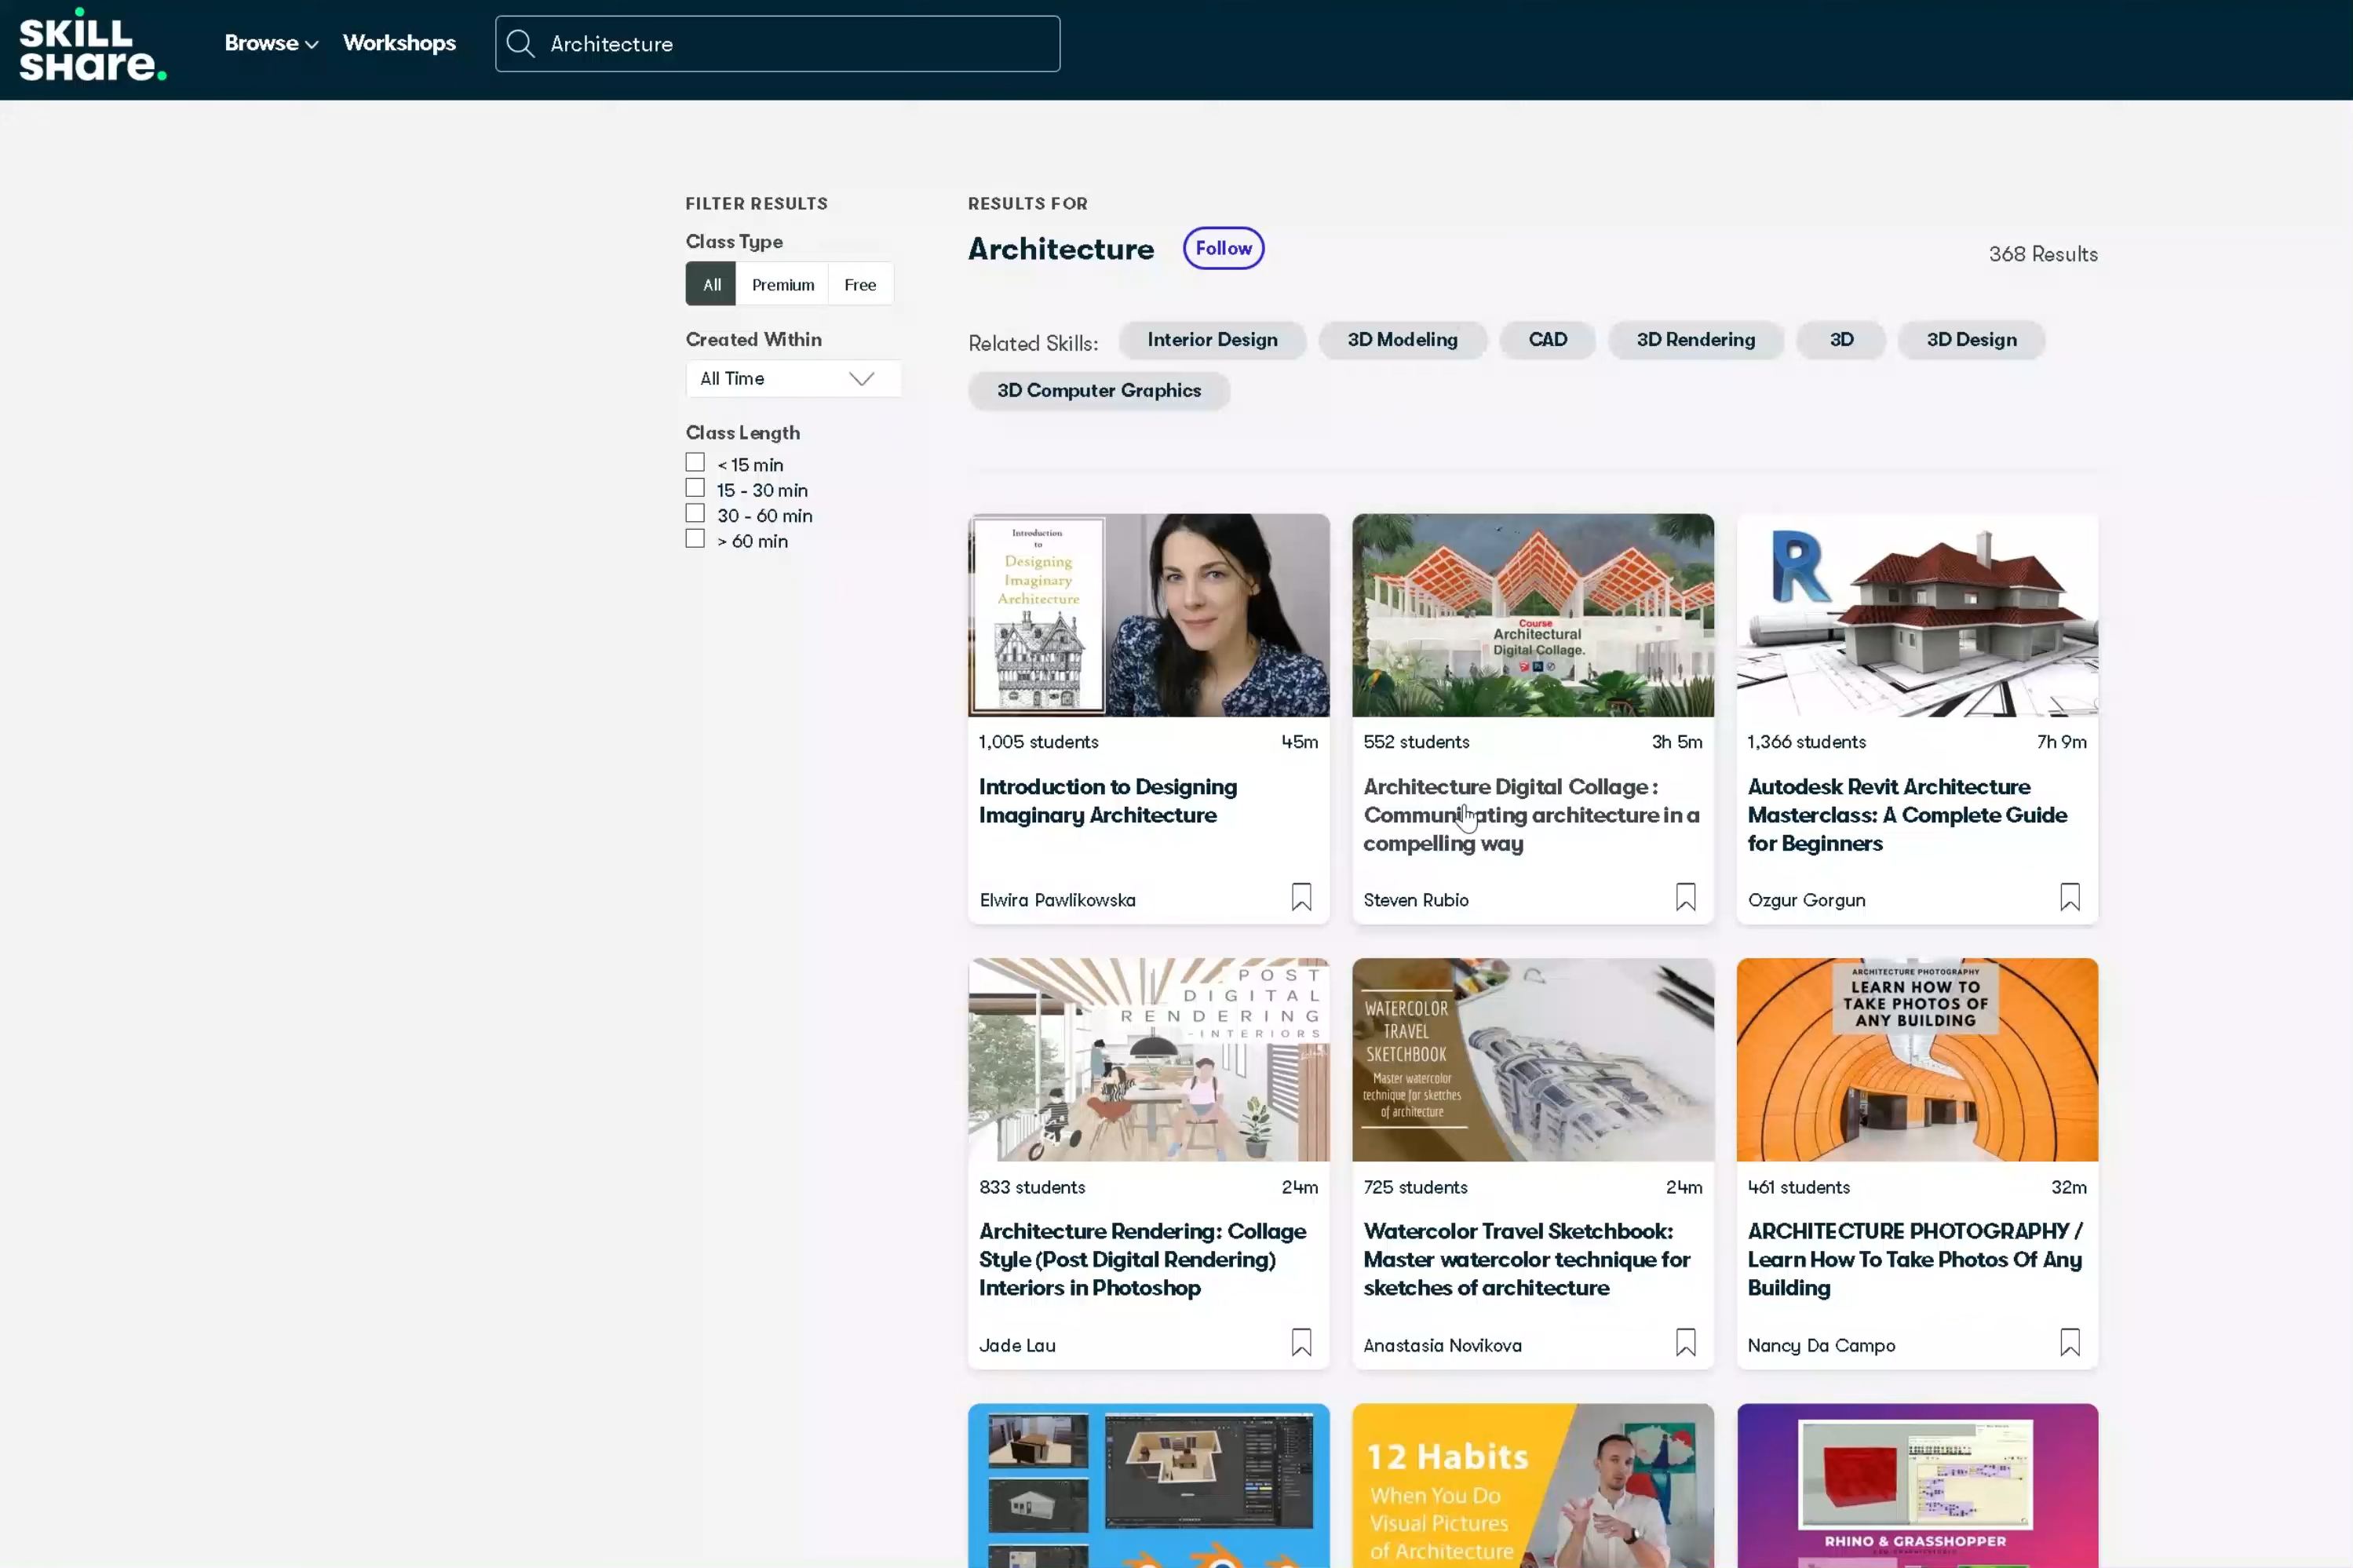 SKILL
SHare.
Browse
Workshops
Architecture
FILTER RESULTS
Class Type
All
Premium
Free
Created Within
All Time
Class Length
< 15 min
15 - 30 min
30 - 60 min
> 60 min
RESULTS FOR
Architecture
Follow
368 Results
Related Skills:
Interior Design
3D Modeling
CAD
3D Rendering
3D
3D Design
3D Computer Graphics
Introduction
to
Designing
Imaginary
Architecture
1,005 students
45m
Introduction to Designing
Imaginary Architecture
Elwira Pawlikowska
Course
Architectural
Digital Collage.
552 students
3h 5m
Architecture Digital Collage :
Communicating architecture in a
compelling way
Steven Rubio
R
1,366 students
7h 9m
Autodesk Revit Architecture
Masterclass: A Complete Guide
for Beginners
Ozgur Gorgun
POST
DIGITAL
RENDERING
-INTERIORS
833 students
24m
Architecture Rendering: Collage
Style (Post Digital Rendering)
Interiors in Photoshop
Jade Lau
WATERCOLOR
TRAVEL
SKETCHBOOK
Master watercolor
technique for sketches
of architecture
725 students
24m
Watercolor Travel Sketchbook:
Master watercolor technique for
sketches of architecture
Anastasia Novikova
ARCHITECTURE PHOTOGRAPHY
LEARN HOW TO
TAKE PHOTOS OF
ANY BUILDING
461 students
32m
ARCHITECTURE PHOTOGRAPHY /
Learn How To Take Photos Of Any
Building
Nancy Da Campo
12 Habits
When You Do
Visual Pictures
of Architecture
RHINO & GRASSHOPPER